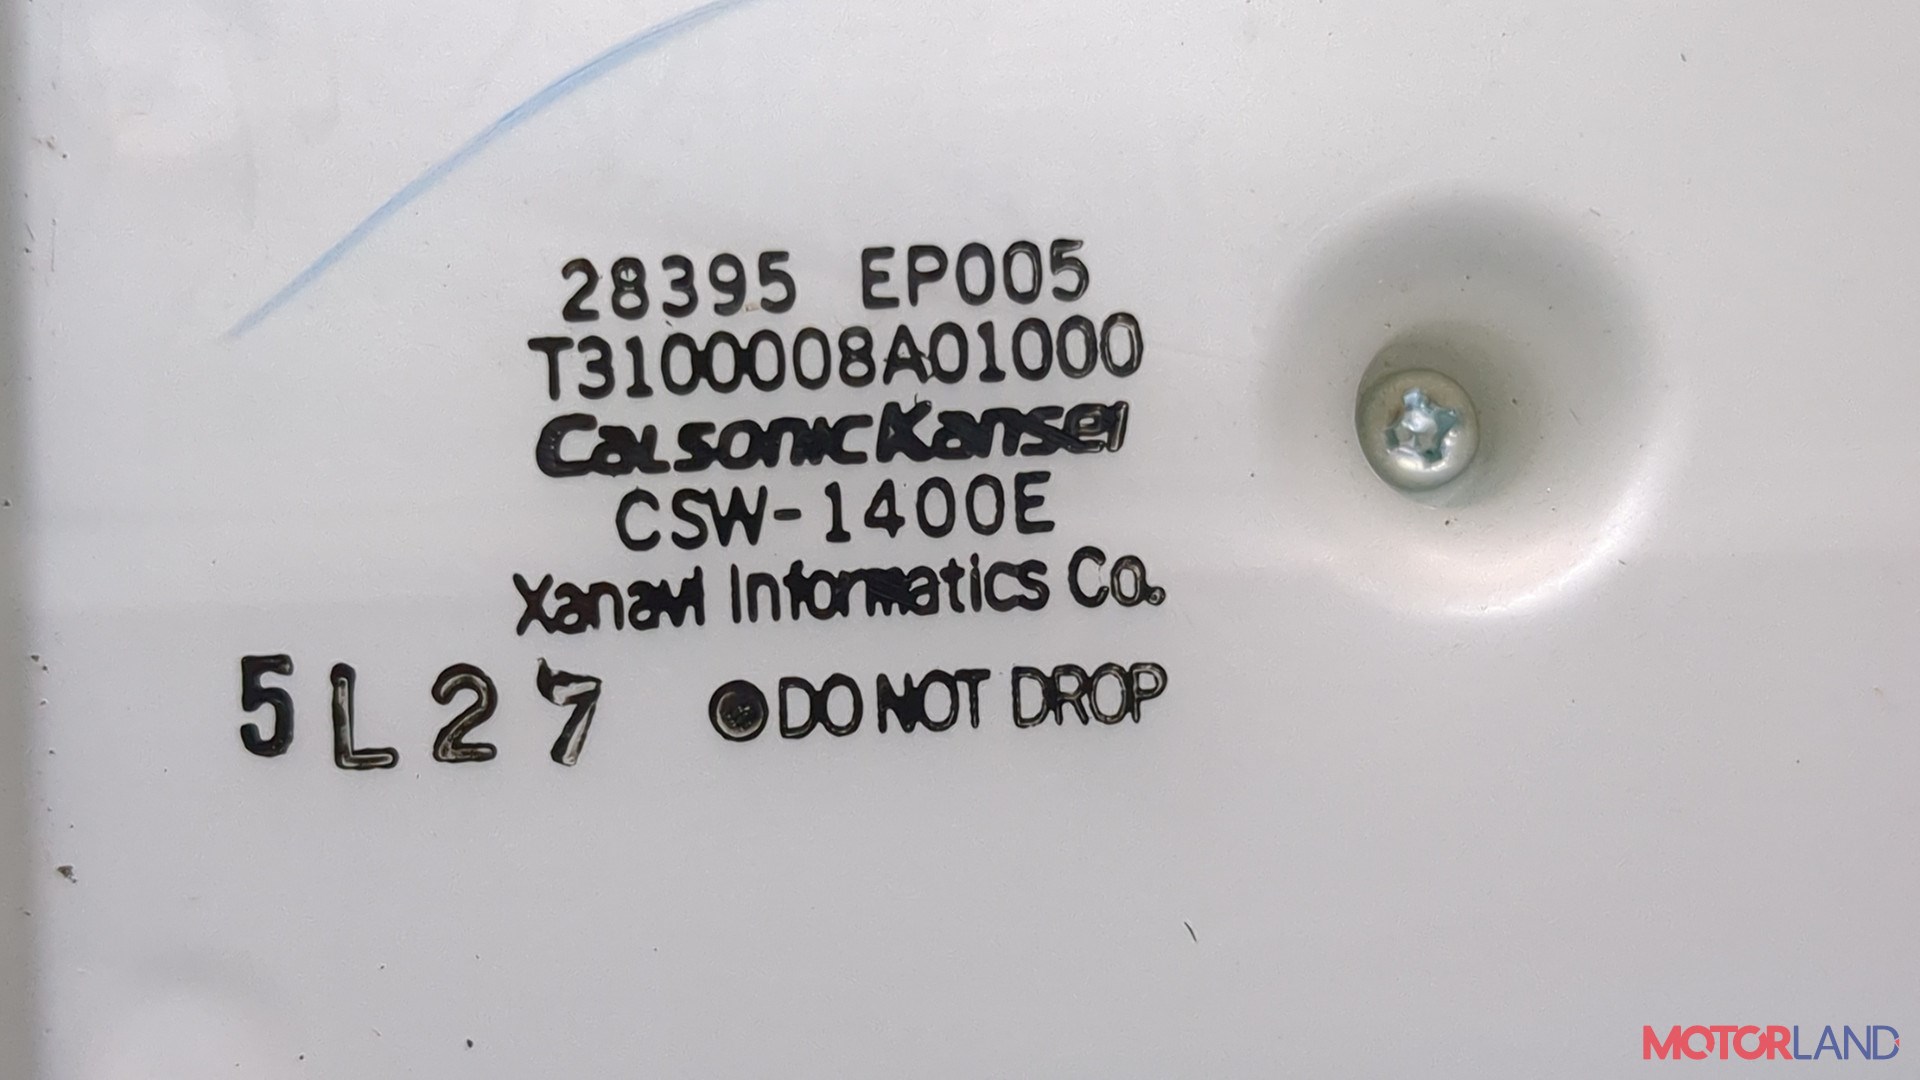 28395 EP005
T3100008A01000
CalsonicKansei
CSW-1400E
Xanavi Informatics Co.
5L27 DO NOT DROP
MOTORLAND